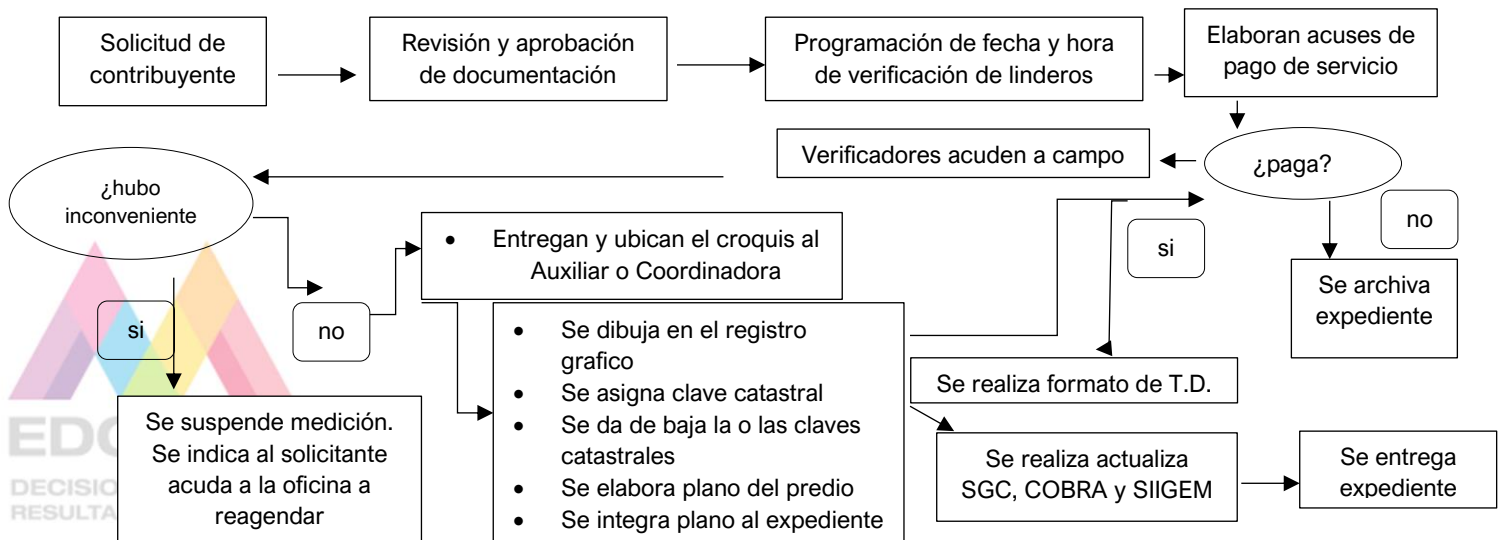 Solicitud de
contribuyente
Revisión y aprobación
de documentación
Programación de fecha y hora
de verificación de linderos
Elaboran acuses de
pago de servicio
¿paga?
Verificadores acuden a campo
¿hubo
inconveniente
no
si
Se archiva
expediente
• Entregan y ubican el croquis al
Auxiliar o Coordinadora
si
no
Se suspende medición.
Se indica al solicitante
acuda a la oficina a
reagendar
• Se dibuja en el registro
grafico
• Se asigna clave catastral
• Se da de baja la o las claves
catastrales
• Se elabora plano del predio
• Se integra plano al expediente
Se realiza formato de T.D.
Se realiza actualiza
SGC, COBRA y SIIGEM
Se entrega
expediente